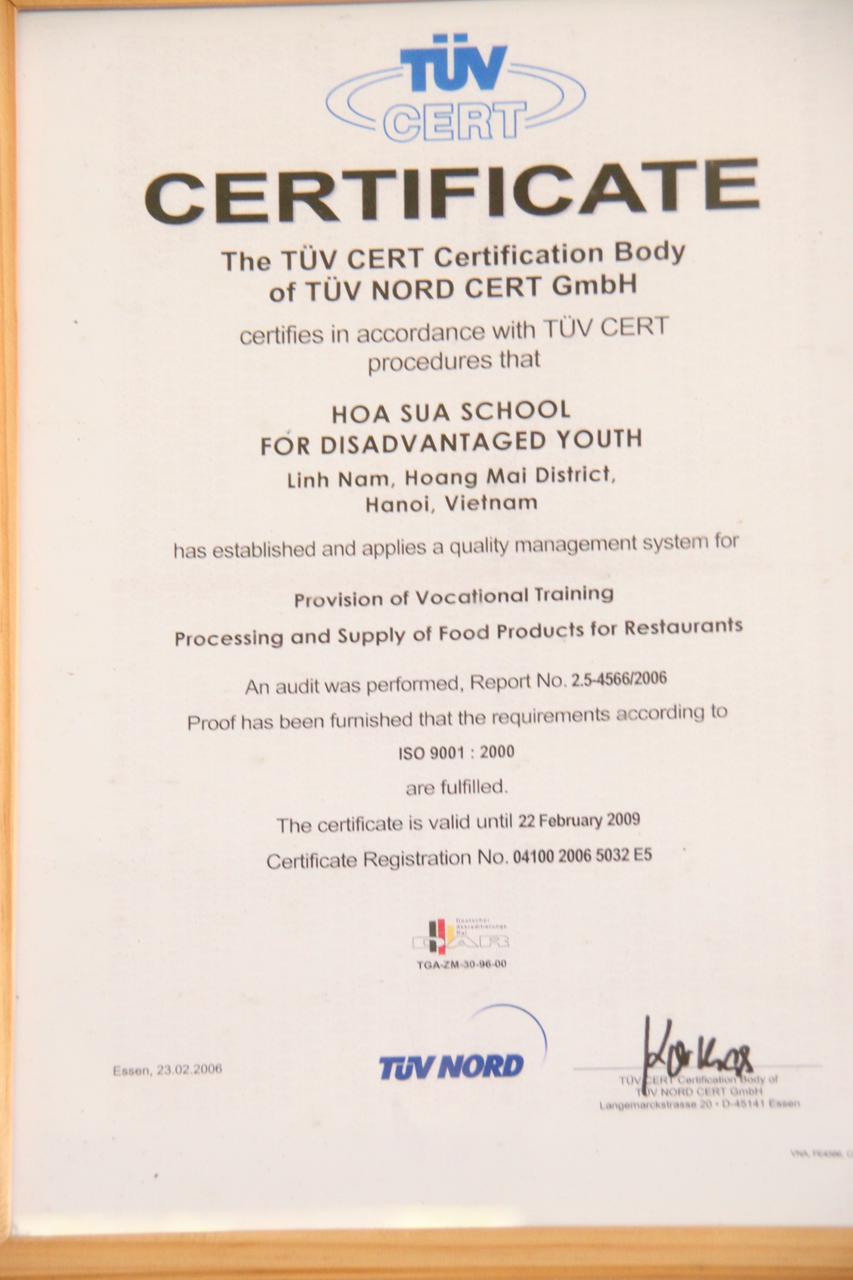 TÜV
CERT
CERTIFICATE
The TÜV CERT Certification Body
of TÜV NORD CERT GmbH
certifies in accordance with TÜV CERT
procedures that
HOA SUA SCHOOL
FOR DISADVANTAGED YOUTH
Linh Nam, Hoang Mai District,
Hanoi, Vietnam
has established and applies a quality management system for
Provision of Vocational Training
Processing and Supply of Food Products for Restaurants
An audit was performed, Report No. 2.5-4566/2006
Proof has been furnished that the requirements according to
ISO 9001 : 2000
are fulfilled.
The certificate is valid until 22 February 2009
Certificate Registration No. 04100 2006 5032 E5
Deutscher
Akkreditierungs
Rat
DAR
TGA-ZM-30-96-00
Essen, 23.02.2006
TÜV NORD
TÜV CERT Certification Body of
TÜV NORD CERT GmbH
Langemarckstrasse 20 • D-45141 Essen